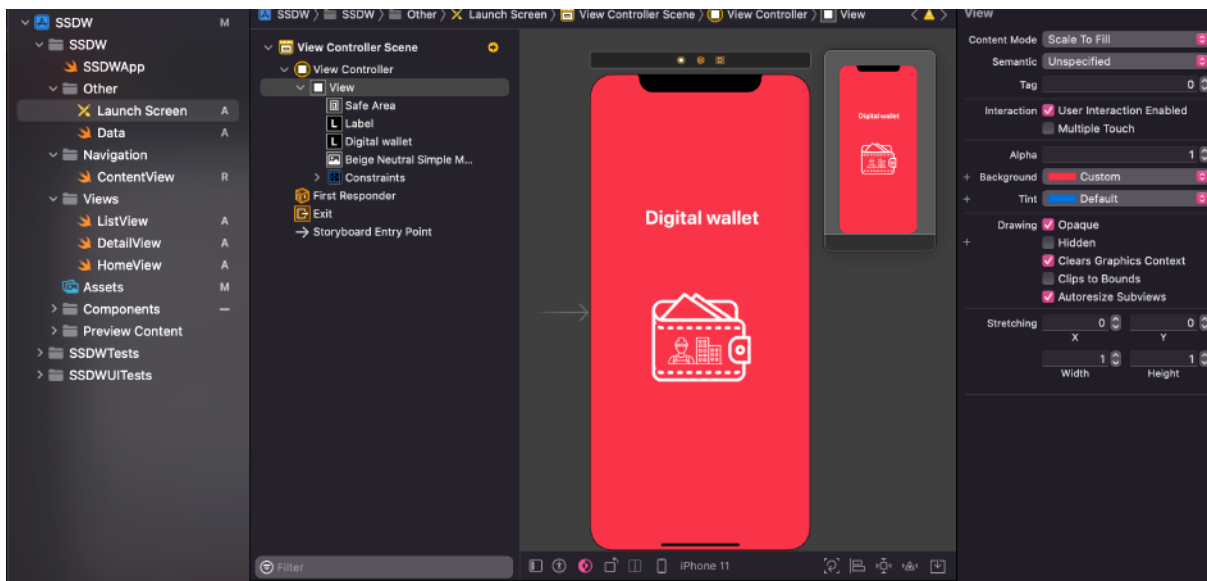 SSDW M
SSDW
SSDWApp
Other
Launch Screen A
Data A
Navigation
ContentView R
Views
ListView A
DetailView A
HomeView A
Assets M
Components —
Preview Content
SSDWTests
SSDWUITests
SSDW 〉 SSDW 〉 Other 〉 Launch Screen 〉 View Controller Scene 〉 View Controller 〉 View
View Controller Scene
View Controller
View
Safe Area
L Label
L Digital wallet
Beige Neutral Simple M...
Constraints
First Responder
Exit
Storyboard Entry Point
Filter
Digital wallet
Digital wallet
iPhone 11
View
Content Mode Scale To Fill
Semantic Unspecified
Tag 0
Interaction User Interaction Enabled
Multiple Touch
Alpha 1
+ Background Custom
+ Tint Default
Drawing Opaque
+ Hidden
Clears Graphics Context
Clips to Bounds
Autoresize Subviews
Stretching 0 0
X Y
1 1
Width Height